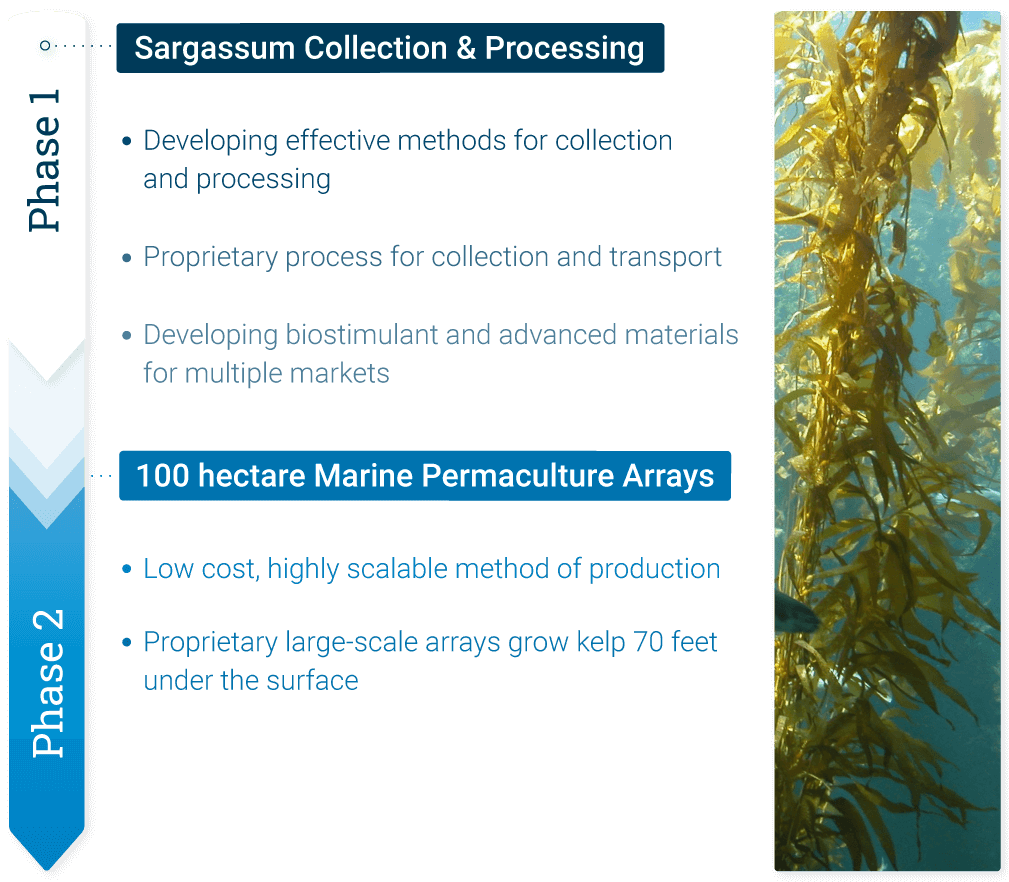 Phase 1
Sargassum Collection & Processing
• Developing effective methods for collection
and processing
• Proprietary process for collection and transport
• Developing biostimulant and advanced materials
for multiple markets
Phase 2
100 hectare Marine Permaculture Arrays
• Low cost, highly scalable method of production
• Proprietary large-scale arrays grow kelp 70 feet
under the surface